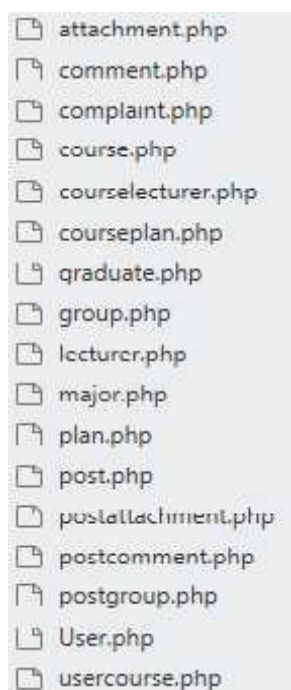 attachment.php
comment.php
complaint.php
course.php
courselecturer.php
courseplan.php
graduate.php
group.php
lecturer.php
major.php
plan.php
post.php
postattachment.php
postcomment.php
postgroup.php
User.php
usercourse.php